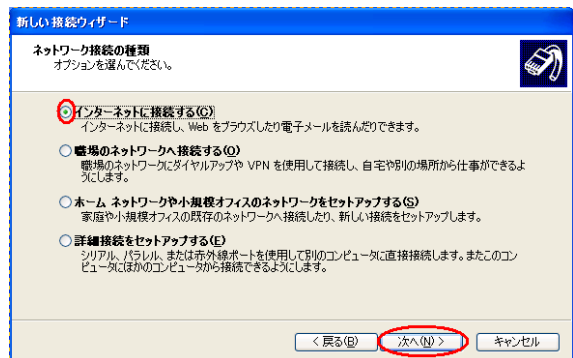 新しい接続ウィザード
ネットワーク接続の種類
オプションを選んでください。
インターネットに接続する(C)
インターネットに接続し、Web をブラウズしたり電子メールを読んだりできます。
職場のネットワークへ接続する(O)
職場のネットワークにダイヤルアップや VPN を使用して接続し、自宅や別の場所から仕事ができるよ
うにします。
ホーム ネットワークや小規模オフィスのネットワークをセットアップする(S)
家庭や小規模オフィスの既存のネットワークへ接続したり、新しい接続をセットアップします。
詳細接続をセットアップする(E)
シリアル、パラレル、または赤外線ポートを使用して別のコンピュータに直接接続します。またこのコン
ピュータにほかのコンピュータから接続できるようにします。
< 戻る(B)
次へ(N) >
キャンセル